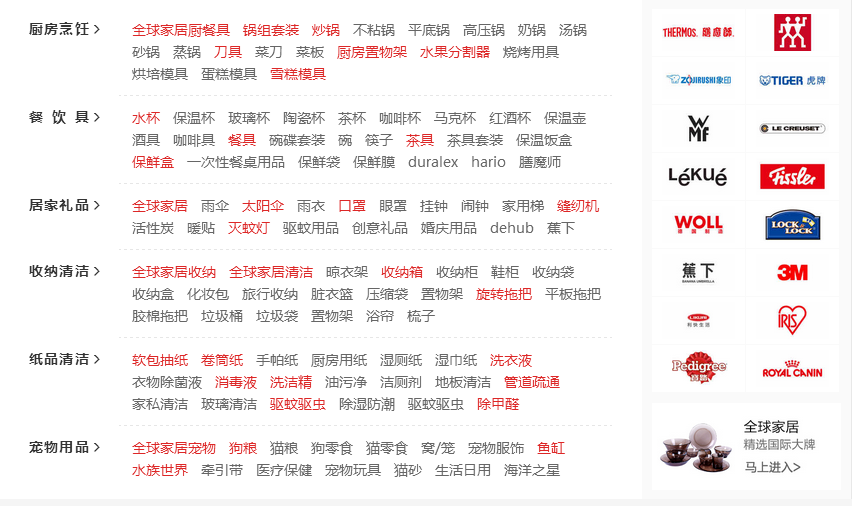 厨房烹饪 >
全球家居厨餐具 锅组套装 炒锅 不粘锅 平底锅 高压锅 奶锅 汤锅
砂锅 蒸锅 刀具 菜刀 菜板 厨房置物架 水果分割器 烧烤用具
烘培模具 蛋糕模具 雪糕模具
餐 饮 具 >
水杯 保温杯 玻璃杯 陶瓷杯 茶杯 咖啡杯 马克杯 红酒杯 保温壶
酒具 咖啡具 餐具 碗碟套装 碗 筷子 茶具 茶具套装 保温饭盒
保鲜盒 一次性餐桌用品 保鲜袋 保鲜膜 duralex hario 膳魔师
居家礼品 >
全球家居 雨伞 太阳伞 雨衣 口罩 眼罩 挂钟 闹钟 家用梯 缝纫机
活性炭 暖贴 灭蚊灯 驱蚊用品 创意礼品 婚庆用品 dehub 蕉下
收纳清洁 >
全球家居收纳 全球家居清洁 晾衣架 收纳箱 收纳柜 鞋柜 收纳袋
收纳盒 化妆包 旅行收纳 脏衣篮 压缩袋 置物架 旋转拖把 平板拖把
胶棉拖把 垃圾桶 垃圾袋 置物架 浴帘 梳子
纸品清洁 >
软包抽纸 卷筒纸 手帕纸 厨房用纸 湿厕纸 湿巾纸 洗衣液
衣物除菌液 消毒液 洗洁精 油污净 洁厕剂 地板清洁 管道疏通
家私清洁 玻璃清洁 驱蚊驱虫 除湿防潮 驱蚊驱虫 除甲醛
宠物用品 >
全球家居宠物 狗粮 猫粮 狗零食 猫零食 窝/笼 宠物服饰 鱼缸
水族世界 牵引带 医疗保健 宠物玩具 猫砂 生活日用 海洋之星
THERMOS. 膳魔師
ZOJIRUSHI 象印
TIGER 虎牌
WMF
LE CREUSET
LéKué
Fissler
WOLL
德国制造
LOCK&LOCK
蕉下
BANANA UMBRELLA
3M
利快生活
IRIS
Pedigree
宝路
ROYAL CANIN
全球家居
精选国际大牌
马上进入>